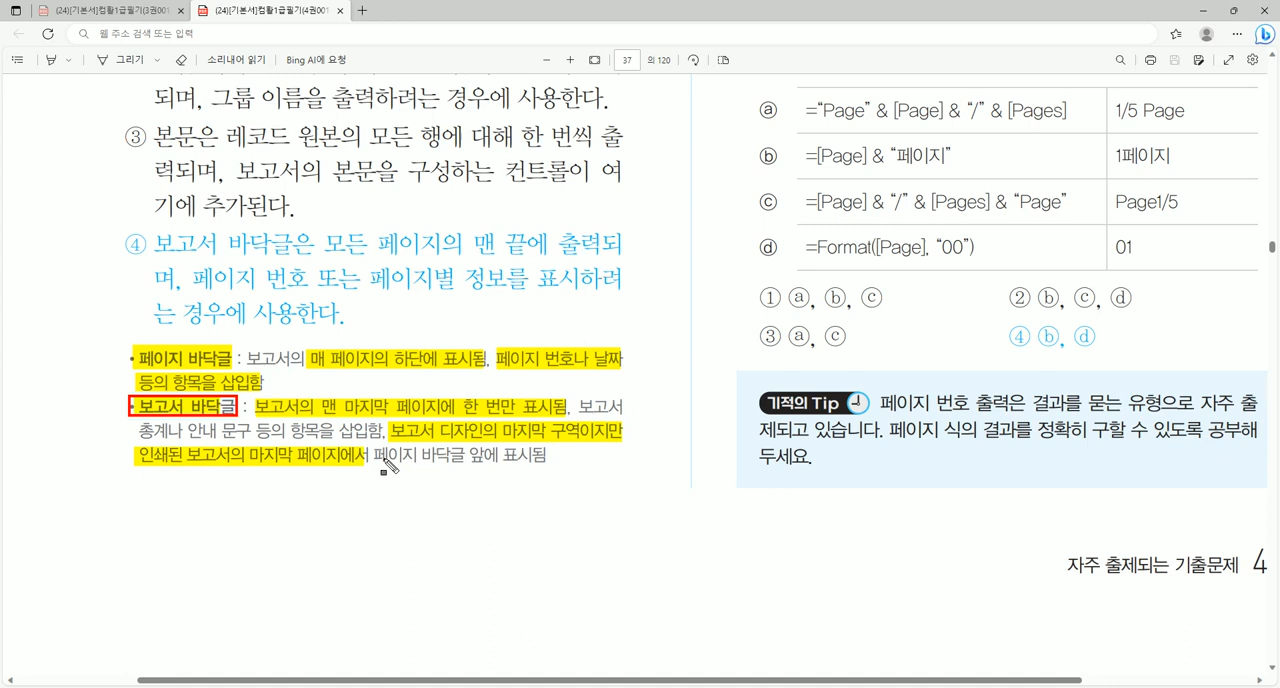 (24)[기본서]컴활1급필기(3권001
(24)[기본서]컴활1급필기(4권001
웹 주소 검색 또는 입력
그리기
소리내어 읽기
Bing AI에 요청
37
의 120
되며, 그룹 이름을 출력하려는 경우에 사용한다.
③ 본문은 레코드 원본의 모든 행에 대해 한 번씩 출
력되며, 보고서의 본문을 구성하는 컨트롤이 여
기에 추가된다.
④ 보고서 바닥글은 모든 페이지의 맨 끝에 출력되
며, 페이지 번호 또는 페이지별 정보를 표시하려
는 경우에 사용한다.
• 페이지 바닥글 : 보고서의 매 페이지의 하단에 표시됨, 페이지 번호나 날짜
등의 항목을 삽입함
• 보고서 바닥글 : 보고서의 맨 마지막 페이지에 한 번만 표시됨, 보고서
총계나 안내 문구 등의 항목을 삽입함, 보고서 디자인의 마지막 구역이지만
인쇄된 보고서의 마지막 페이지에서 페이지 바닥글 앞에 표시됨
ⓐ =“Page” & [Page] & “/” & [Pages] 1/5 Page
ⓑ =[Page] & “페이지” 1페이지
ⓒ =[Page] & “/” & [Pages] & “Page” Page1/5
ⓓ =Format([Page], “00”) 01
① ⓐ, ⓑ, ⓒ ② ⓑ, ⓒ, ⓓ
③ ⓐ, ⓒ ④ ⓑ, ⓓ
기적의 Tip 페이지 번호 출력은 결과를 묻는 유형으로 자주 출
제되고 있습니다. 페이지 식의 결과를 정확히 구할 수 있도록 공부해
두세요.
자주 출제되는 기출문제 4